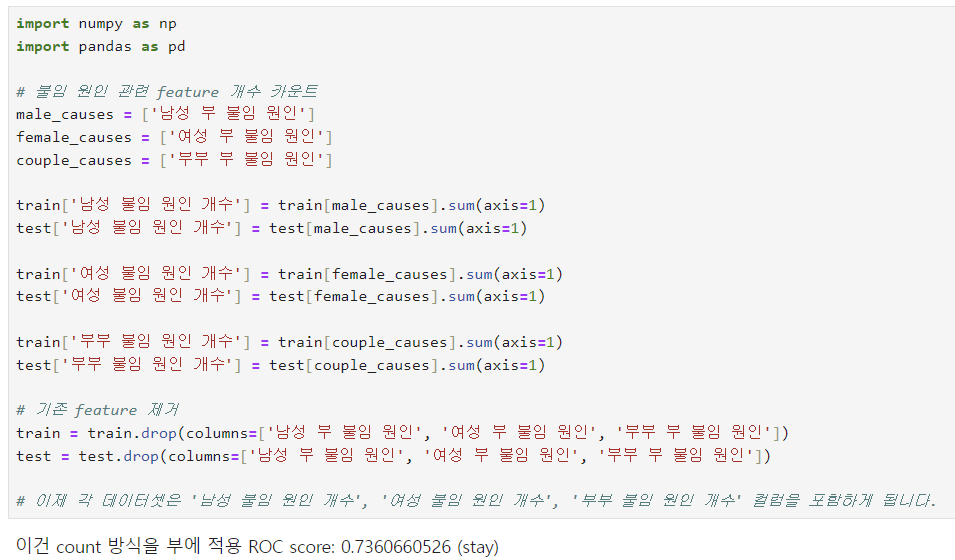 import numpy as np
import pandas as pd
# 불임 원인 관련 feature 개수 카운트
male_causes = ['남성 부 불임 원인']
female_causes = ['여성 부 불임 원인']
couple_causes = ['부부 부 불임 원인']
train['남성 불임 원인 개수'] = train[male_causes].sum(axis=1)
test['남성 불임 원인 개수'] = test[male_causes].sum(axis=1)
train['여성 불임 원인 개수'] = train[female_causes].sum(axis=1)
test['여성 불임 원인 개수'] = test[female_causes].sum(axis=1)
train['부부 불임 원인 개수'] = train[couple_causes].sum(axis=1)
test['부부 불임 원인 개수'] = test[couple_causes].sum(axis=1)
# 기존 feature 제거
train = train.drop(columns=['남성 부 불임 원인', '여성 부 불임 원인', '부부 부 불임 원인'])
test = test.drop(columns=['남성 부 불임 원인', '여성 부 불임 원인', '부부 부 불임 원인'])
# 이제 각 데이터셋은 '남성 불임 원인 개수', '여성 불임 원인 개수', '부부 불임 원인 개수' 컬럼을 포함하게 됩니다.
이건 count 방식을 부에 적용 ROC score: 0.7360660526 (stay)